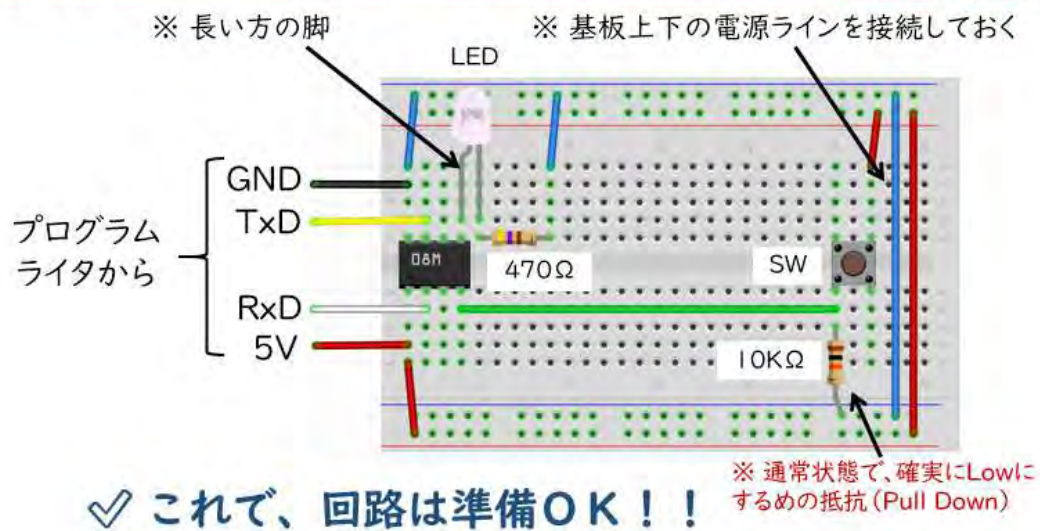 ※ 長い方の脚
※ 基板上下の電源ラインを接続しておく
LED
プログラム
ライタから
GND
TxD
RxD
5V
08M
470Ω
SW
10KΩ
※ 通常状態で、確実にLowに
するめの抵抗(Pull Down)
✓ これで、回路は準備OK!!